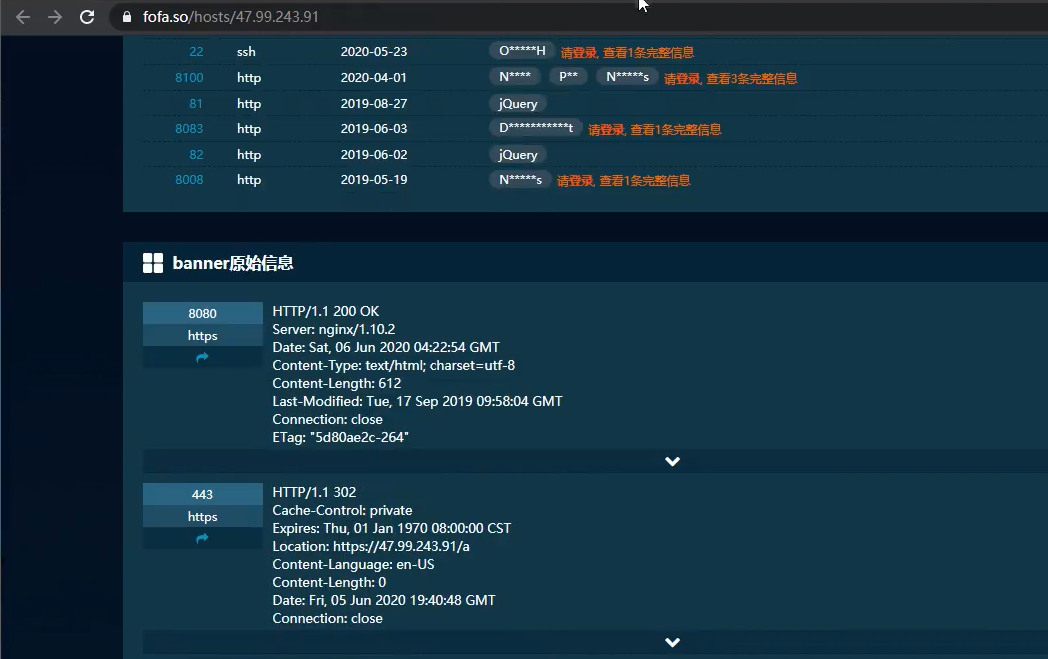 fofa.so/hosts/47.99.243.91
22 ssh 2020-05-23 O*****H 请登录, 查看1条完整信息
8100 http 2020-04-01 N**** P** N*****s 请登录, 查看3条完整信息
81 http 2019-08-27 jQuery
8083 http 2019-06-03 D***********t 请登录, 查看1条完整信息
82 http 2019-06-02 jQuery
8008 http 2019-05-19 N*****s 请登录, 查看1条完整信息
banner原始信息
8080
https
HTTP/1.1 200 OK
Server: nginx/1.10.2
Date: Sat, 06 Jun 2020 04:22:54 GMT
Content-Type: text/html; charset=utf-8
Content-Length: 612
Last-Modified: Tue, 17 Sep 2019 09:58:04 GMT
Connection: close
ETag: "5d80ae2c-264"
443
https
HTTP/1.1 302
Cache-Control: private
Expires: Thu, 01 Jan 1970 08:00:00 CST
Location: https://47.99.243.91/a
Content-Language: en-US
Content-Length: 0
Date: Fri, 05 Jun 2020 19:40:48 GMT
Connection: close